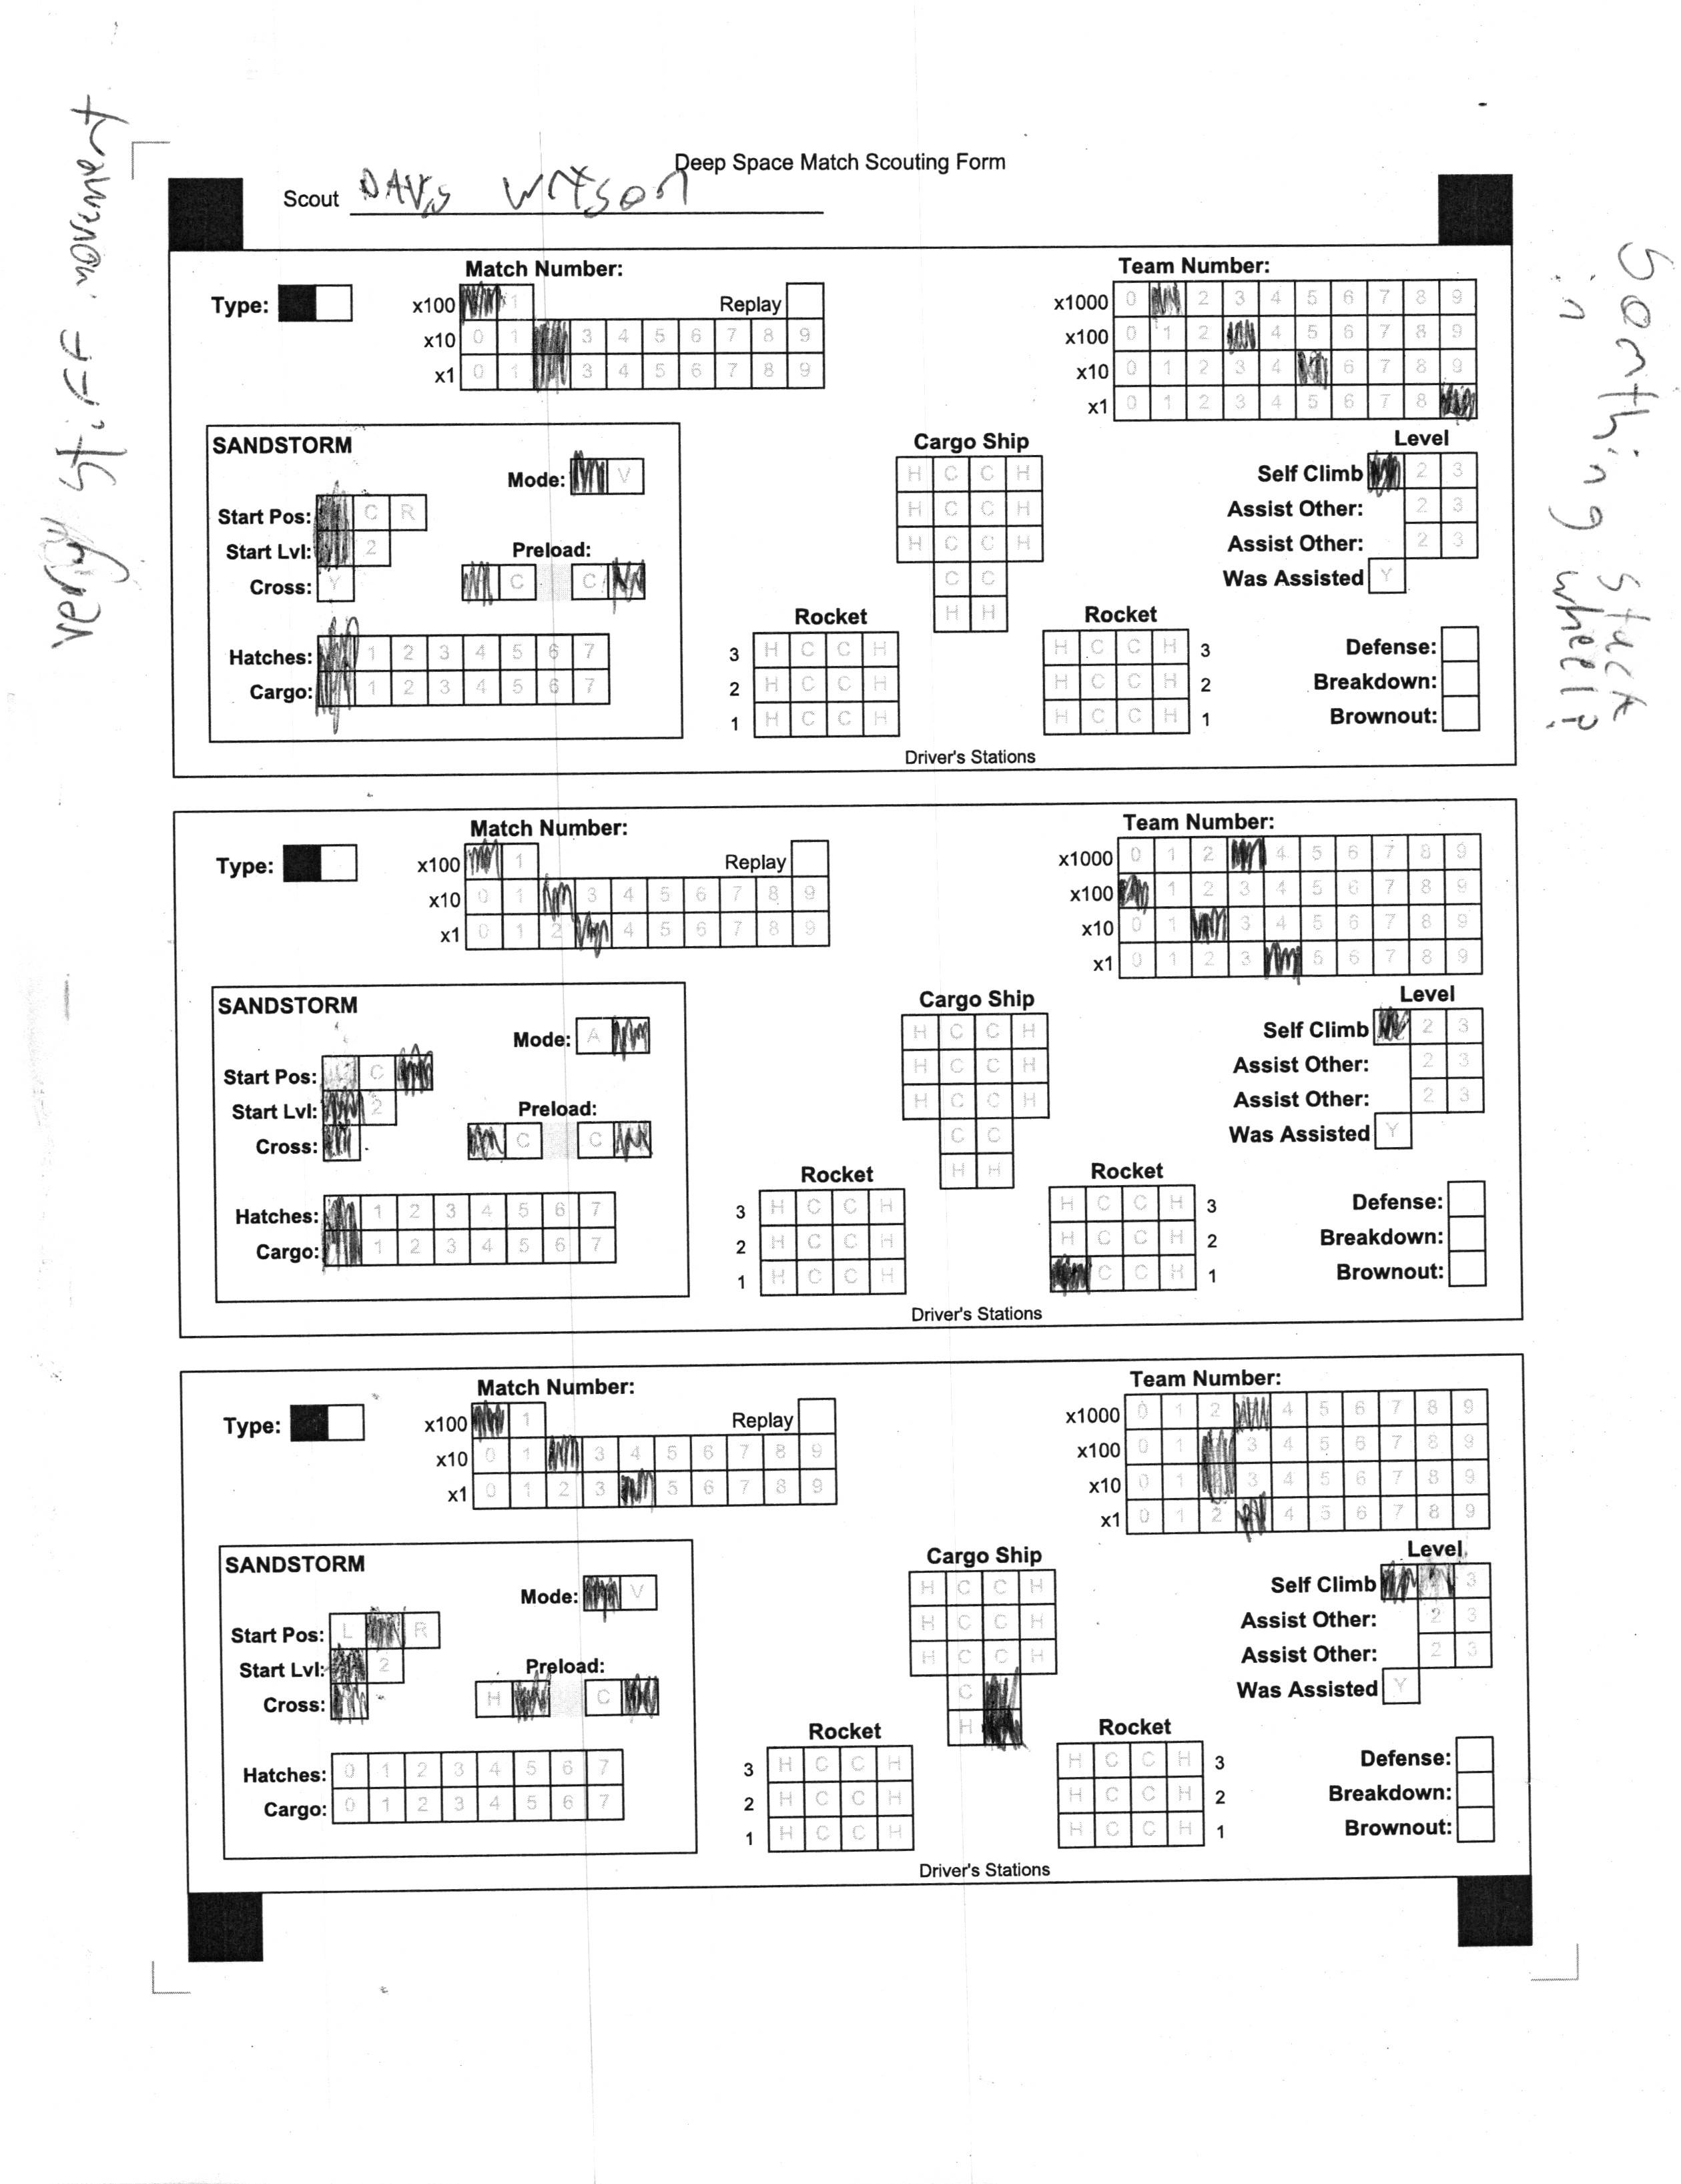 Deep Space Match Scouting Form
Scout DAVis WATSON
Match Number:
Team Number:
Type:
x100 1 Replay
x10 0 1 3 4 5 6 7 8 9
x1 0 1 3 4 5 6 7 8 9
x1000 0 2 3 4 5 6 7 8 9
x100 0 1 2 4 5 6 7 8 9
x10 0 1 2 3 4 6 7 8 9
x1 0 1 2 3 4 5 6 7 8
SANDSTORM
Mode: V
Start Pos: C R
Start Lvl: 2
Preload:
Cross: Y C C
Hatches: 1 2 3 4 5 6 7
Cargo: 1 2 3 4 5 6 7
Cargo Ship
H C C H
H C C H
H C C H
C C
H H
Rocket
3 H C C H
2 H C C H
1 H C C H
Rocket
H C C H 3
H C C H 2
H C C H 1
Driver's Stations
Level
Self Climb 2 3
Assist Other: 2 3
Assist Other: 2 3
Was Assisted Y
Defense:
Breakdown:
Brownout:
Match Number:
Team Number:
Type:
x100 1 Replay
x10 0 1 3 4 5 6 7 8 9
x1 0 1 2 4 5 6 7 8 9
x1000 0 1 2 4 5 6 7 8 9
x100 1 2 3 4 5 6 7 8 9
x10 0 1 3 4 5 6 7 8 9
x1 0 1 2 3 5 6 7 8 9
SANDSTORM
Mode: A
Start Pos: L C
Start Lvl: 2
Preload:
Cross: C C
Hatches: 1 2 3 4 5 6 7
Cargo: 1 2 3 4 5 6 7
Cargo Ship
H C C H
H C C H
H C C H
C C
H H
Rocket
3 H C C H
2 H C C H
1 H C C H
Rocket
H C C H 3
H C C H 2
C C H 1
Driver's Stations
Level
Self Climb 2 3
Assist Other: 2 3
Assist Other: 2 3
Was Assisted Y
Defense:
Breakdown:
Brownout:
Match Number:
Team Number:
Type:
x100 1 Replay
x10 0 1 3 4 5 6 7 8 9
x1 0 1 2 3 5 6 7 8 9
x1000 0 1 2 4 5 6 7 8 9
x100 0 1 3 4 5 6 7 8 9
x10 0 1 3 4 5 6 7 8 9
x1 0 1 2 4 5 6 7 8 9
SANDSTORM
Mode: V
Start Pos: L R
Start Lvl: 2
Preload:
Cross: H C
Hatches: 0 1 2 3 4 5 6 7
Cargo: 0 1 2 3 4 5 6 7
Cargo Ship
H C C H
H C C H
H C C H
C
H
Rocket
3 H C C H
2 H C C H
1 H C C H
Rocket
H C C H 3
H C C H 2
H C C H 1
Driver's Stations
Level
Self Climb 3
Assist Other: 2 3
Assist Other: 2 3
Was Assisted Y
Defense:
Breakdown:
Brownout:
very
Somthing stuck
in wheel?